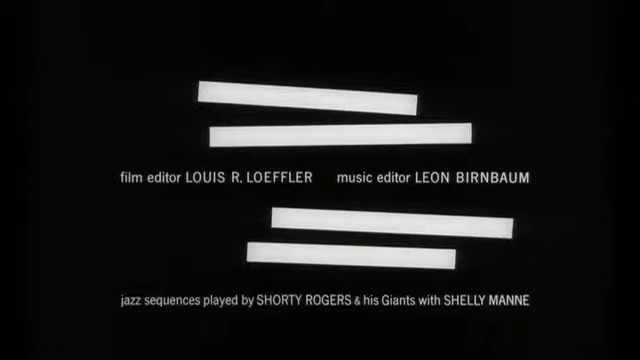 film editor LOUIS R. LOEFFLER music editor LEON BIRNBAUM
jazz sequences played by SHORTY ROGERS & his Giants with SHELLY MANNE